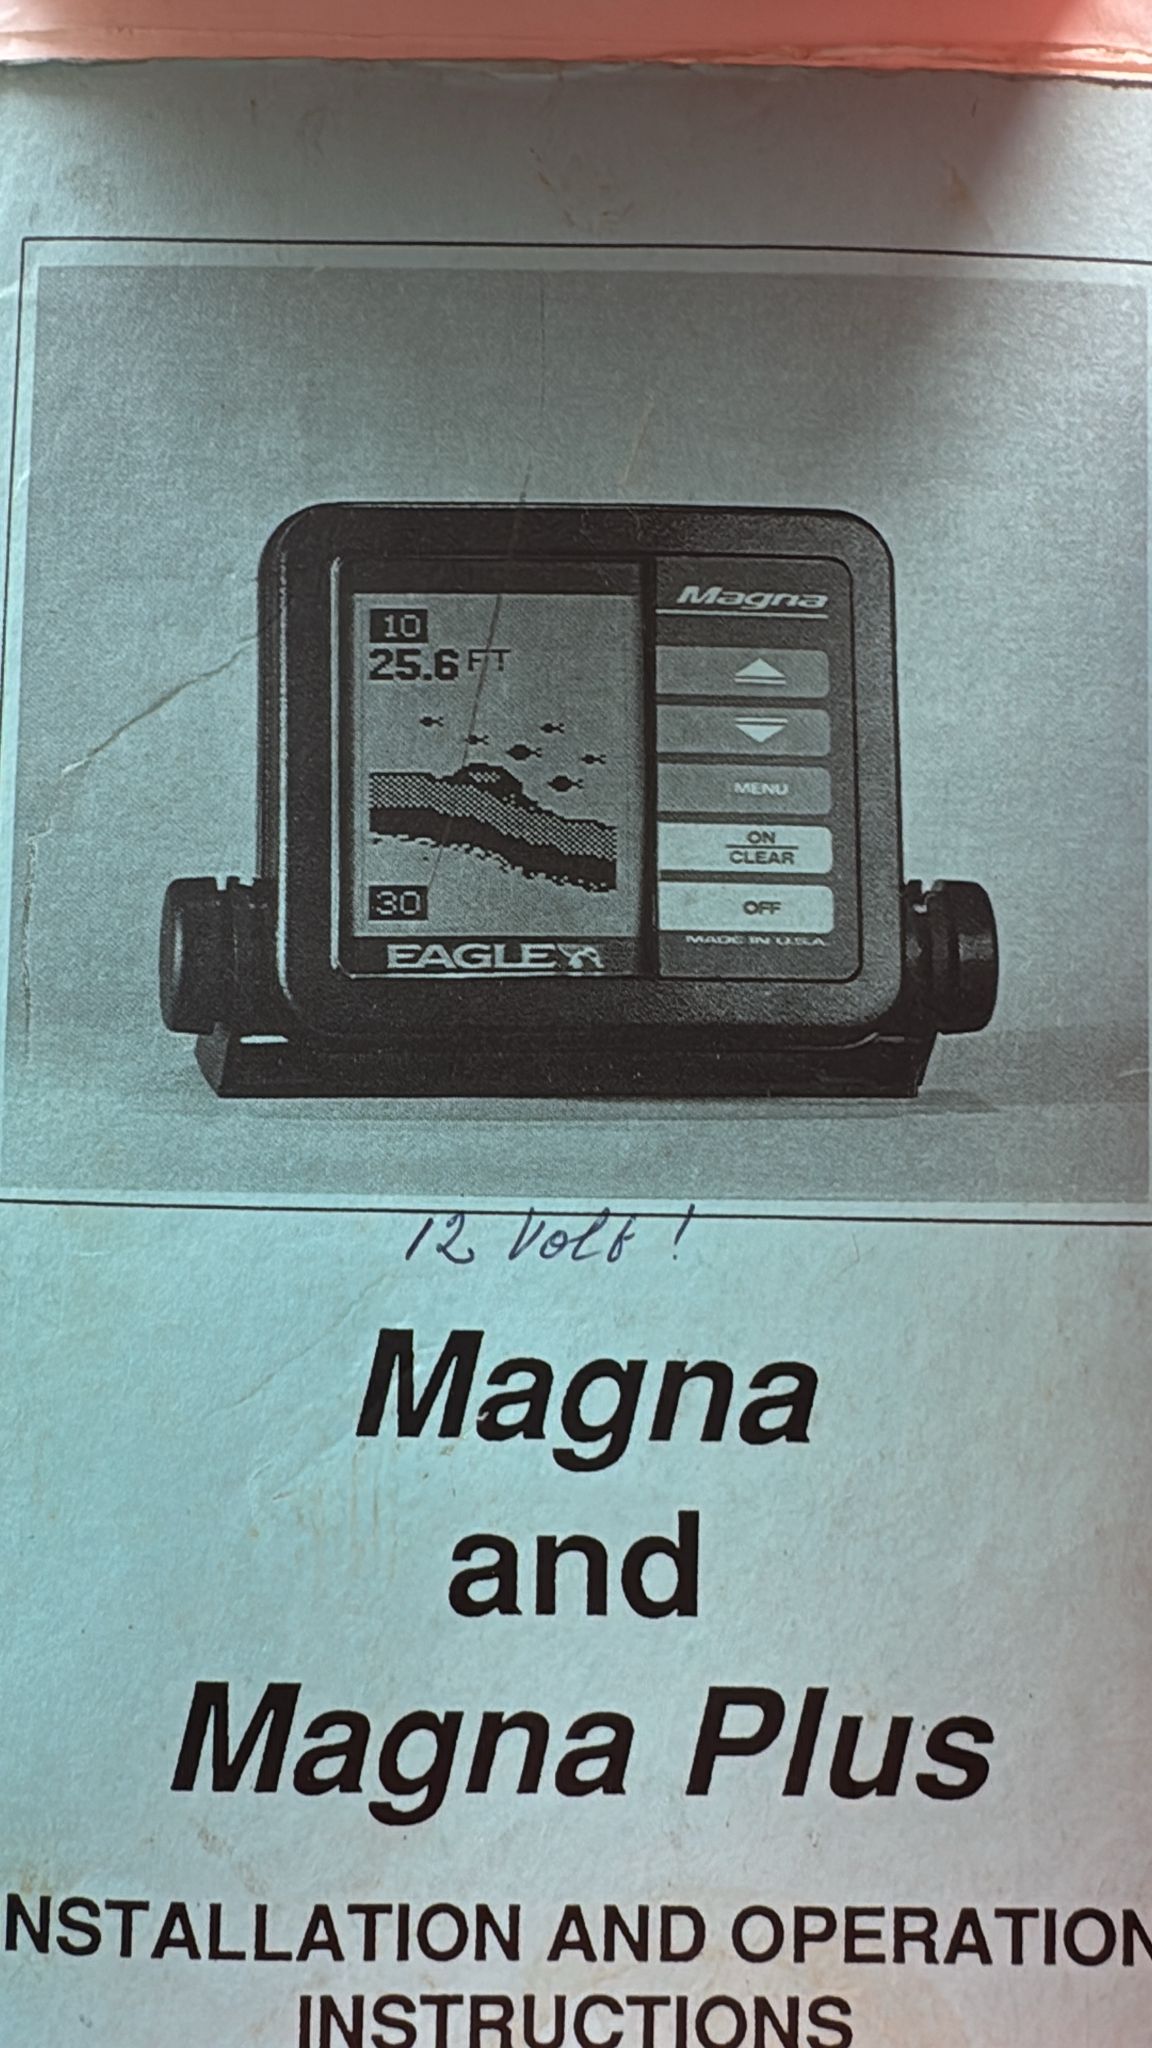 Magna
10
25.6 FT
MENU
ON
CLEAR
30
OFF
MADE IN U.S.A.
EAGLE
12 Volt!
Magna
and
Magna Plus
NSTALLATION AND OPERATION
INSTRUCTIONS